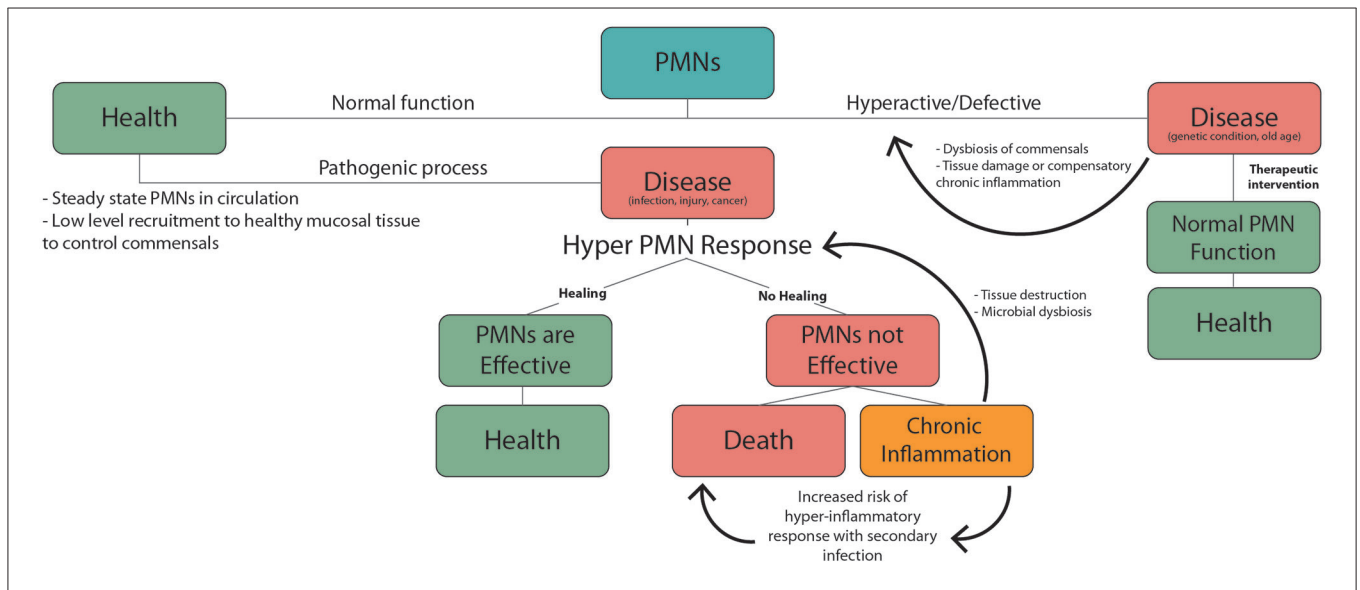 PMNs
Health
Normal function
Hyperactive/Defective
Disease
(genetic condition, old age)
- Dysbiosis of commensals
- Tissue damage or compensatory
chronic inflammation
Therapeutic
intervention
Pathogenic process
Disease
(infection, injury, cancer)
- Steady state PMNs in circulation
- Low level recruitment to healthy mucosal tissue
to control commensals
Normal PMN
Function
Hyper PMN Response
Healing
No Healing
- Tissue destruction
- Microbial dysbiosis
Health
PMNs are
Effective
PMNs not
Effective
Health
Death
Chronic
Inflammation
Increased risk of
hyper-inflammatory
response with secondary
infection